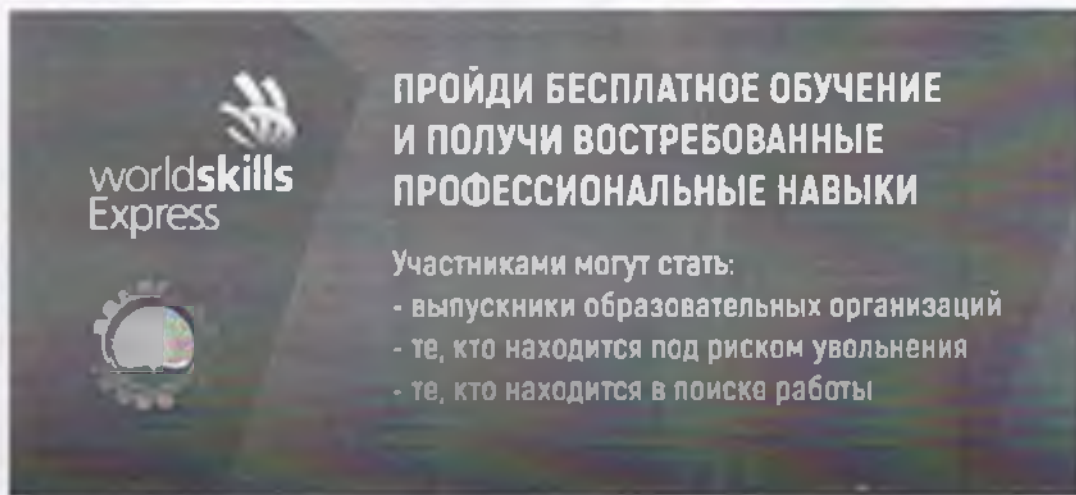 worldskills
Express
ПРОЙДИ БЕСПЛАТНОЕ ОБУЧЕНИЕ
И ПОЛУЧИ ВОСТРЕБОВАННЫЕ
ПРОФЕССИОНАЛЬНЫЕ НАВЫКИ
Участниками могут стать:
- выпускники образовательных организаций
- те, кто находится под риском увольнения
- те, кто находится в поиске работы